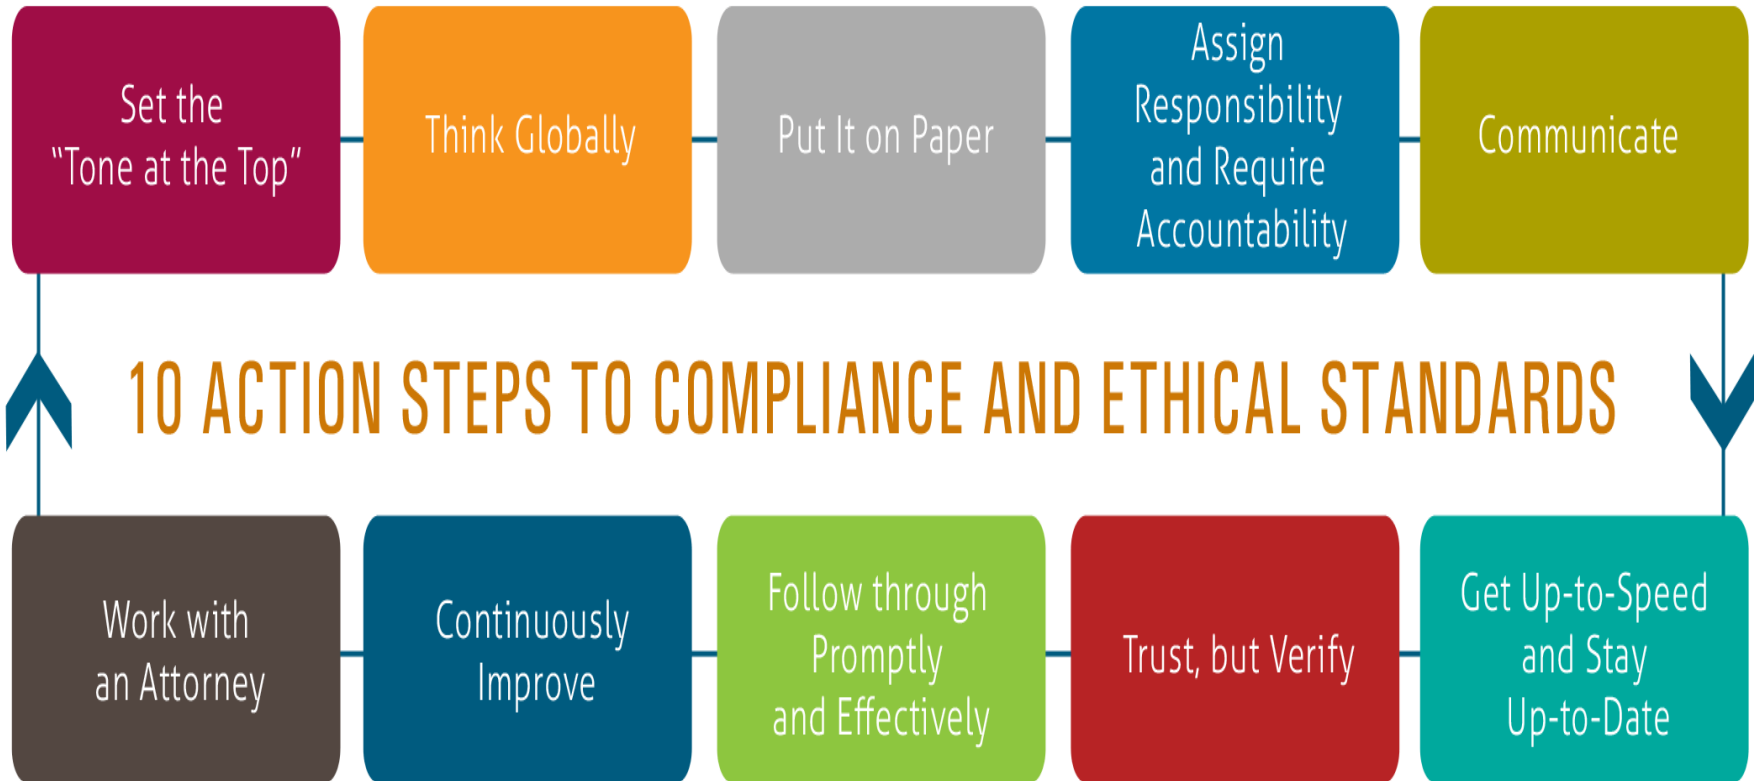 Set the
“Tone at the Top”
Think Globally
Put It on Paper
Assign
Responsibility
and Require
Accountability
Communicate
10 ACTION STEPS TO COMPLIANCE AND ETHICAL STANDARDS
Work with
an Attorney
Continuously
Improve
Follow through
Promptly
and Effectively
Trust, but Verify
Get Up-to-Speed
and Stay
Up-to-Date